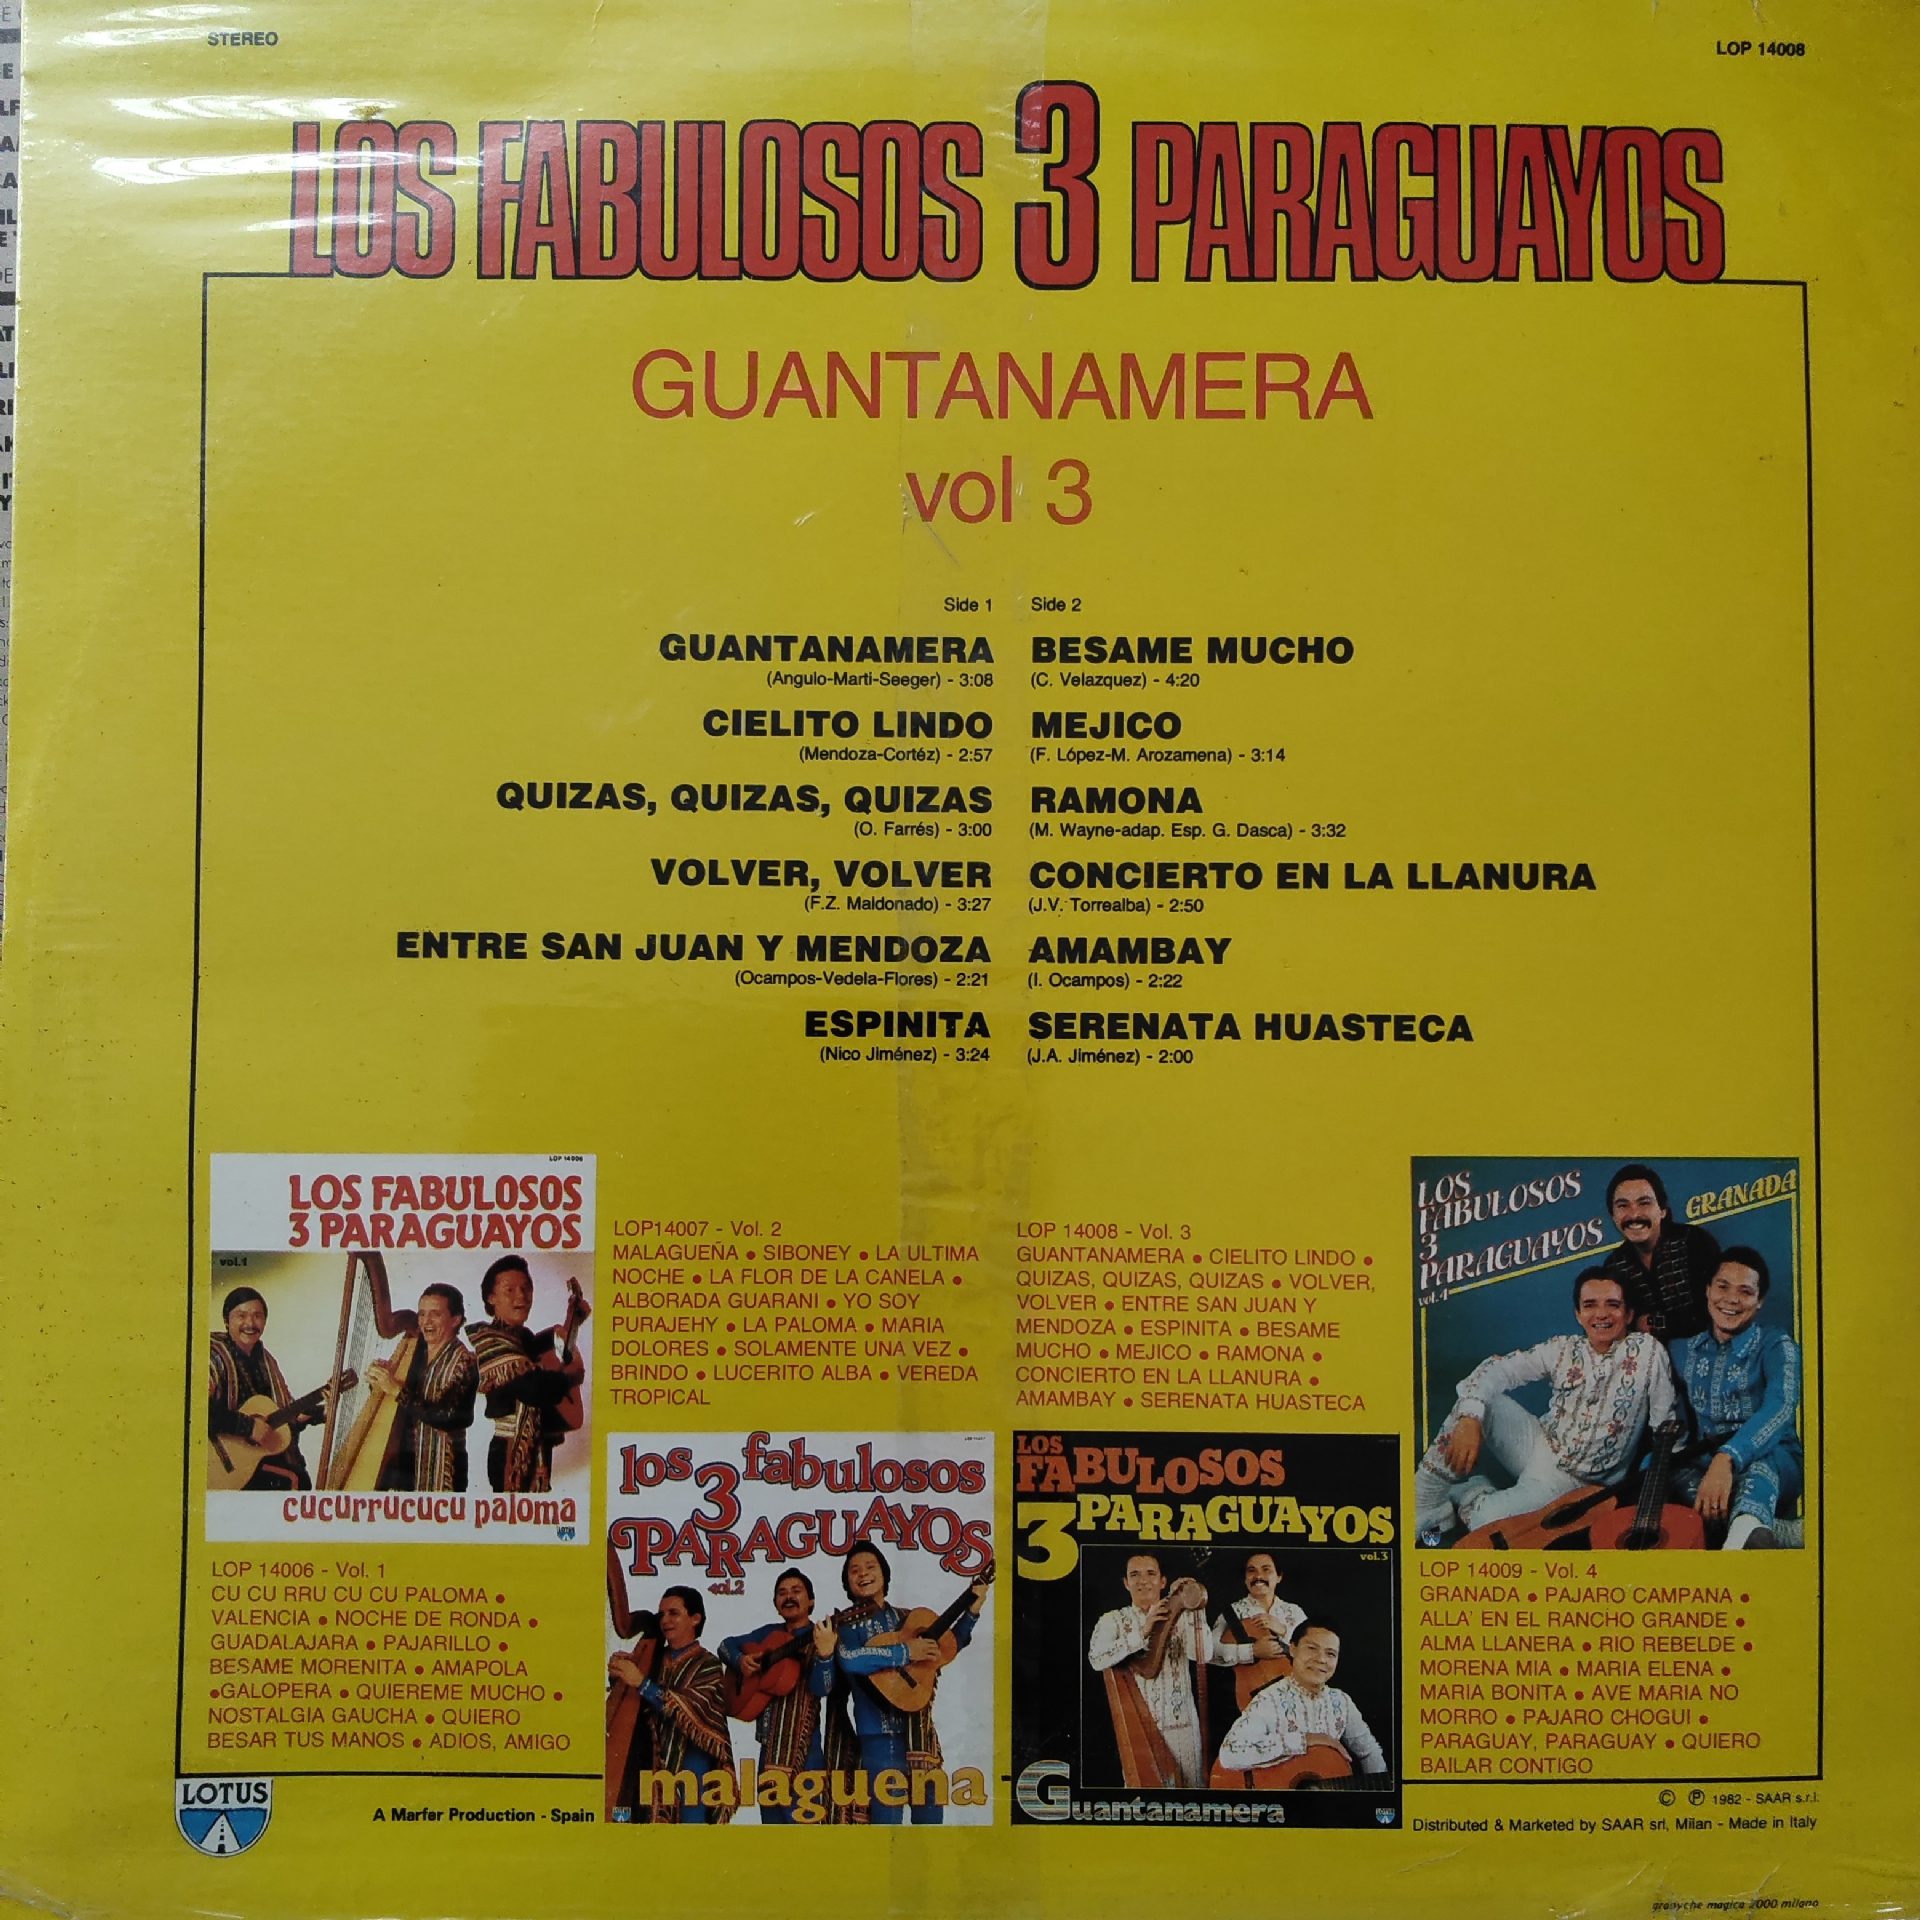 STEREO
LOP 14008
LOS FABULOSOS 3 PARAGUAYOS
GUANTANAMERA
vol 3
Side 1
GUANTANAMERA
(Angulo-Marti-Seeger) - 3:08
CIELITO LINDO
(Mendoza-Cortéz) - 2:57
QUIZAS, QUIZAS, QUIZAS
(O. Farrés) - 3:00
VOLVER, VOLVER
(F.Z. Maldonado) - 3:27
ENTRE SAN JUAN Y MENDOZA
(Ocampos-Vedela-Flores) - 2:21
ESPINITA
(Nico Jiménez) - 3:24
Side 2
BESAME MUCHO
(C. Velazquez) - 4:20
MEJICO
(F. López-M. Arozamena) - 3:14
RAMONA
(M. Wayne-adap. Esp. G. Dasca) - 3:32
CONCIERTO EN LA LLANURA
(J.V. Torrealba) - 2:50
AMAMBAY
(I. Ocampos) - 2:22
SERENATA HUASTECA
(J.A. Jiménez) - 2:00
LOP 14006
LOS FABULOSOS
3 PARAGUAYOS
vol.1
cucurrucucu paloma
LOTUS
LOP 14006 - Vol. 1
CU CU RRU CU CU PALOMA •
VALENCIA • NOCHE DE RONDA •
GUADALAJARA • PAJARILLO •
BESAME MORENITA • AMAPOLA
•GALOPERA • QUIEREME MUCHO •
NOSTALGIA GAUCHA • QUIERO
BESAR TUS MANOS • ADIOS, AMIGO
LOP14007 - Vol. 2
MALAGUEÑA • SIBONEY • LA ULTIMA
NOCHE • LA FLOR DE LA CANELA •
ALBORADA GUARANI • YO SOY
PURAJEHY • LA PALOMA • MARIA
DOLORES • SOLAMENTE UNA VEZ •
BRINDO • LUCERITO ALBA • VEREDA
TROPICAL
los 3 fabulosos
PARAGUAYOS
vol.2
malagueña
LOP 14008 - Vol. 3
GUANTANAMERA • CIELITO LINDO •
QUIZAS, QUIZAS, QUIZAS • VOLVER,
VOLVER • ENTRE SAN JUAN Y
MENDOZA • ESPINITA • BESAME
MUCHO • MEJICO • RAMONA •
CONCIERTO EN LA LLANURA •
AMAMBAY • SERENATA HUASTECA
LOS
FABULOSOS
3 PARAGUAYOS
vol.3
Guantanamera
LOTUS
LOS
FABULOSOS
3
PARAGUAYOS
vol.4
GRANADA
LOP 14009 - Vol. 4
GRANADA • PAJARO CAMPANA •
ALLA' EN EL RANCHO GRANDE •
ALMA LLANERA • RIO REBELDE •
MORENA MIA • MARIA ELENA •
MARIA BONITA • AVE MARIA NO
MORRO • PAJARO CHOGUI •
PARAGUAY, PARAGUAY • QUIERO
BAILAR CONTIGO
LOTUS
A Marfer Production - Spain
© ℗ 1982 - SAAR s.r.l.
Distributed & Marketed by SAAR srl, Milan - Made in Italy
magica 2000 milano